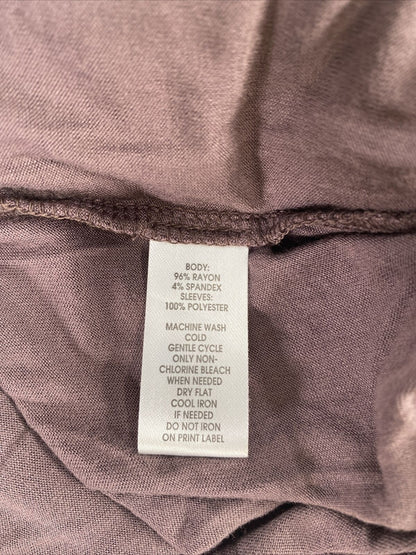 BODY:
96% RAYON
4% SPANDEX
SLEEVES:
100% POLYESTER
MACHINE WASH
COLD
GENTLE CYCLE
ONLY NON-
CHLORINE BLEACH
WHEN NEEDED
DRY FLAT
COOL IRON
IF NEEDED
DO NOT IRON
ON PRINT LABEL